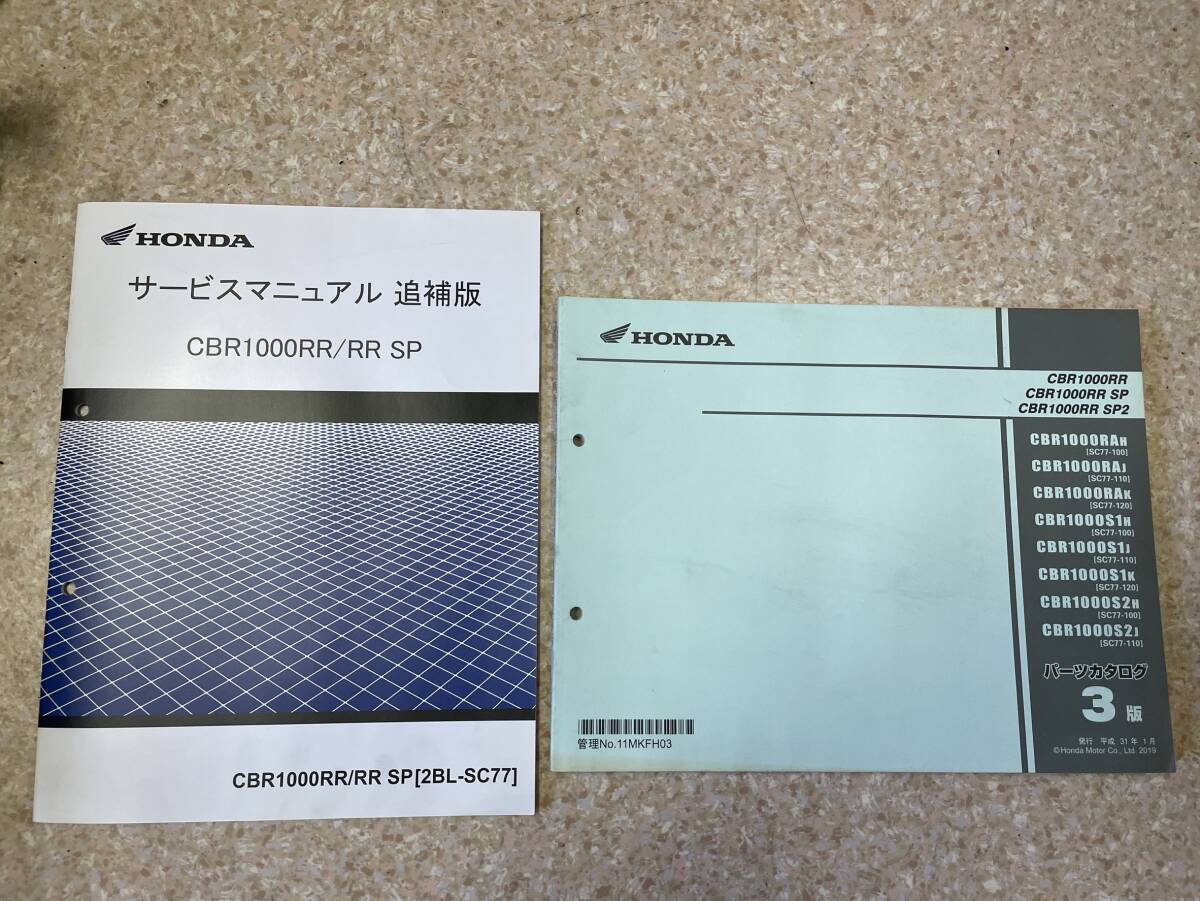 HONDA
サービスマニュアル 追補版
CBR1000RR/RR SP
CBR1000RR/RR SP[2BL-SC77]
HONDA
CBR1000RR
CBR1000RR SP
CBR1000RR SP2
CBR1000RAH
[SC77-100]
CBR1000RAJ
[SC77-110]
CBR1000RAK
[SC77-120]
CBR1000S1H
[SC77-100]
CBR1000S1J
[SC77-110]
CBR1000S1K
[SC77-120]
CBR1000S2H
[SC77-100]
CBR1000S2J
[SC77-110]
パーツカタログ
3 版
発行 平成 31年 1月
©Honda Motor Co., Ltd. 2019
管理No.11MKFH03